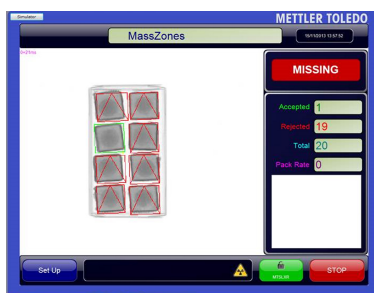 Simulator
METTLER TOLEDO
MassZones
15/11/2013 13:57:52
MISSING
Accepted 1
Rejected 19
Total 20
Pack Rate 0
Set Up
STOP